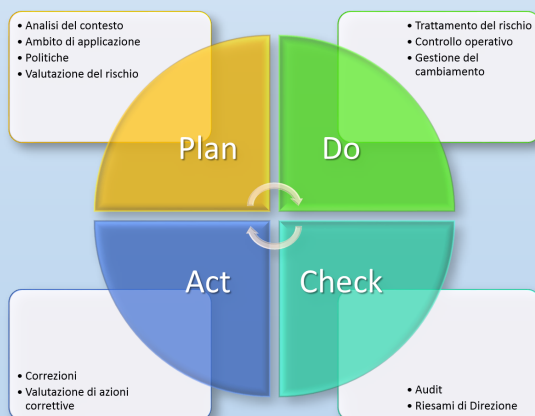 • Analisi del contesto
• Ambito di applicazione
• Politiche
• Valutazione del rischio
• Trattamento del rischio
• Controllo operativo
• Gestione del
cambiamento
Plan
Do
Act
Check
• Correzioni
• Valutazione di azioni
correttive
• Audit
• Riesami di Direzione